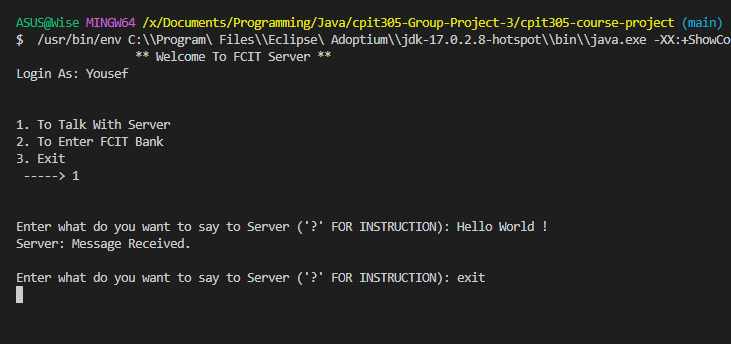 ASUS@Wise MINGW64 /x/Documents/Programming/Java/cpit305-Group-Project-3/cpit305-course-project (main)
$ /usr/bin/env C:\\Program\ Files\\Eclipse\ Adoptium\\jdk-17.0.2.8-hotspot\\bin\\java.exe -XX:+ShowCo
** Welcome To FCIT Server **
Login As: Yousef
1. To Talk With Server
2. To Enter FCIT Bank
3. Exit
-----> 1
Enter what do you want to say to Server ('?' FOR INSTRUCTION): Hello World !
Server: Message Received.
Enter what do you want to say to Server ('?' FOR INSTRUCTION): exit